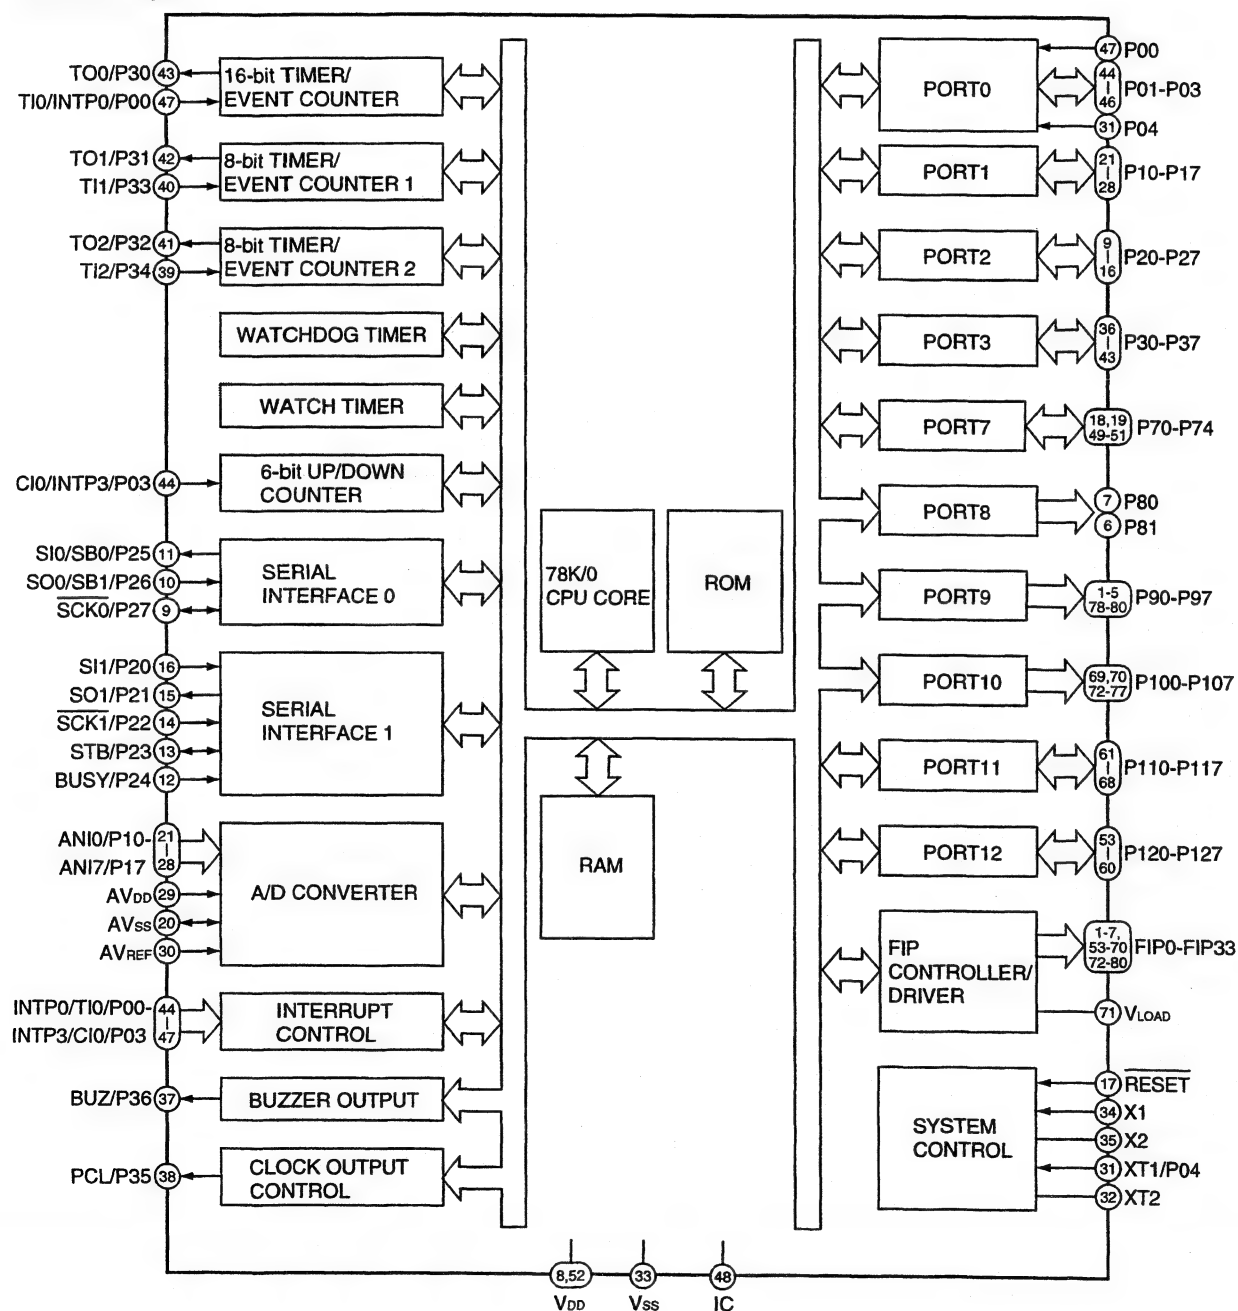 TO0/P30 43
TI0/INTP0/P00 47
16-bit TIMER/
EVENT COUNTER
TO1/P31 42
TI1/P33 40
8-bit TIMER/
EVENT COUNTER 1
TO2/P32 41
TI2/P34 39
8-bit TIMER/
EVENT COUNTER 2
WATCHDOG TIMER
WATCH TIMER
CI0/INTP3/P03 44
6-bit UP/DOWN
COUNTER
SI0/SB0/P25 11
SO0/SB1/P26 10
SCK0/P27 9
SERIAL
INTERFACE 0
SI1/P20 16
SO1/P21 15
SCK1/P22 14
STB/P23 13
BUSY/P24 12
SERIAL
INTERFACE 1
ANI0/P10- 21
|
ANI7/P17 28
AVDD 29
AVSS 20
AVREF 30
A/D CONVERTER
INTP0/TI0/P00- 44
|
INTP3/CI0/P03 47
INTERRUPT
CONTROL
BUZ/P36 37
BUZZER OUTPUT
PCL/P35 38
CLOCK OUTPUT
CONTROL
78K/0
CPU CORE
ROM
RAM
8,52
VDD
33
VSS
48
IC
PORT0
47 P00
44
|
46
P01-P03
31 P04
PORT1
21
|
28
P10-P17
PORT2
9
|
16
P20-P27
PORT3
36
|
43
P30-P37
PORT7
18,19
49-51
P70-P74
PORT8
7 P80
6 P81
PORT9
1-5
78-80
P90-P97
PORT10
69,70
72-77
P100-P107
PORT11
61
|
68
P110-P117
PORT12
53
|
60
P120-P127
FIP
CONTROLLER/
DRIVER
1-7,
53-70
72-80
FIP0-FIP33
71 VLOAD
SYSTEM
CONTROL
17 RESET
34 X1
35 X2
31 XT1/P04
32 XT2